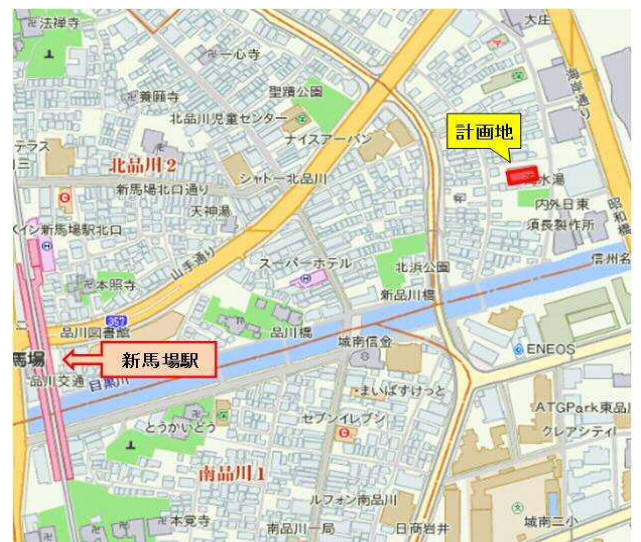 法禅寺
一心寺
大庄
養願寺
聖蹟公園
北品川児童センター
ナイスアーバン
計画地
テラス
北品川2
新馬場北口通り
シャトー北品川
水湯
天神湯
内外日東
須長製作所
昭和橋
イン新馬場駅北口
山手通り
スーパーホテル
北浜公園
信州名
本照寺
新品川橋
357
品川図書館
品川橋
城南信金
ENEOS
馬場
新馬場駅
品川交通
目黒川
まいばすけっと
ATGPark東品川
とうかいどう
セブンイレブン
クレアシティ
南品川1
ルフォン南品川
本覚寺
南品川一局
日商岩井
城南二小